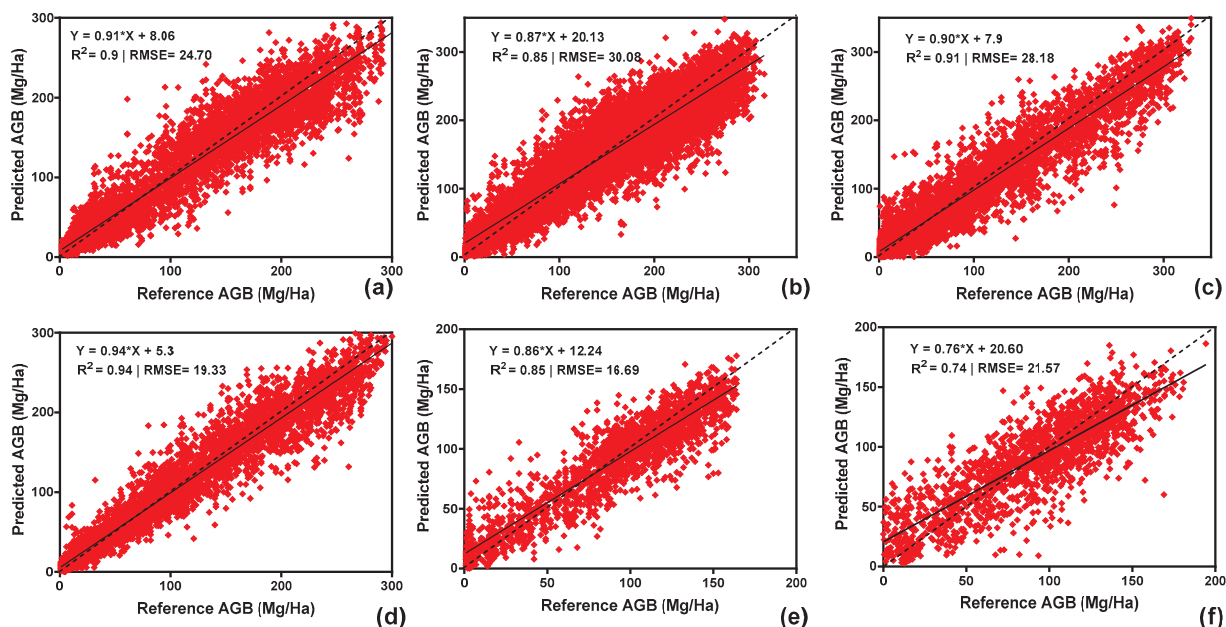 Y = 0.91*X + 8.06
R² = 0.9 | RMSE= 24.70
Predicted AGB (Mg/Ha)
300
200
100
0
0 100 200 300
Reference AGB (Mg/Ha)
(a)
Y = 0.87*X + 20.13
R² = 0.85 | RMSE= 30.08
Predicted AGB (Mg/Ha)
300
200
100
0
0 100 200 300
Reference AGB (Mg/Ha)
(b)
Y = 0.90*X + 7.9
R² = 0.91 | RMSE= 28.18
Predicted AGB (Mg/Ha)
300
200
100
0
0 100 200 300
Reference AGB (Mg/Ha)
(c)
Y = 0.94*X + 5.3
R² = 0.94 | RMSE= 19.33
Predicted AGB (Mg/Ha)
300
200
100
0
0 100 200 300
Reference AGB (Mg/Ha)
(d)
Y = 0.86*X + 12.24
R² = 0.85 | RMSE= 16.69
Predicted AGB (Mg/Ha)
200
150
100
50
0
0 50 100 150 200
Reference AGB (Mg/Ha)
(e)
Y = 0.76*X + 20.60
R² = 0.74 | RMSE= 21.57
Predicted AGB (Mg/Ha)
200
150
100
50
0
0 50 100 150 200
Reference AGB (Mg/Ha)
(f)